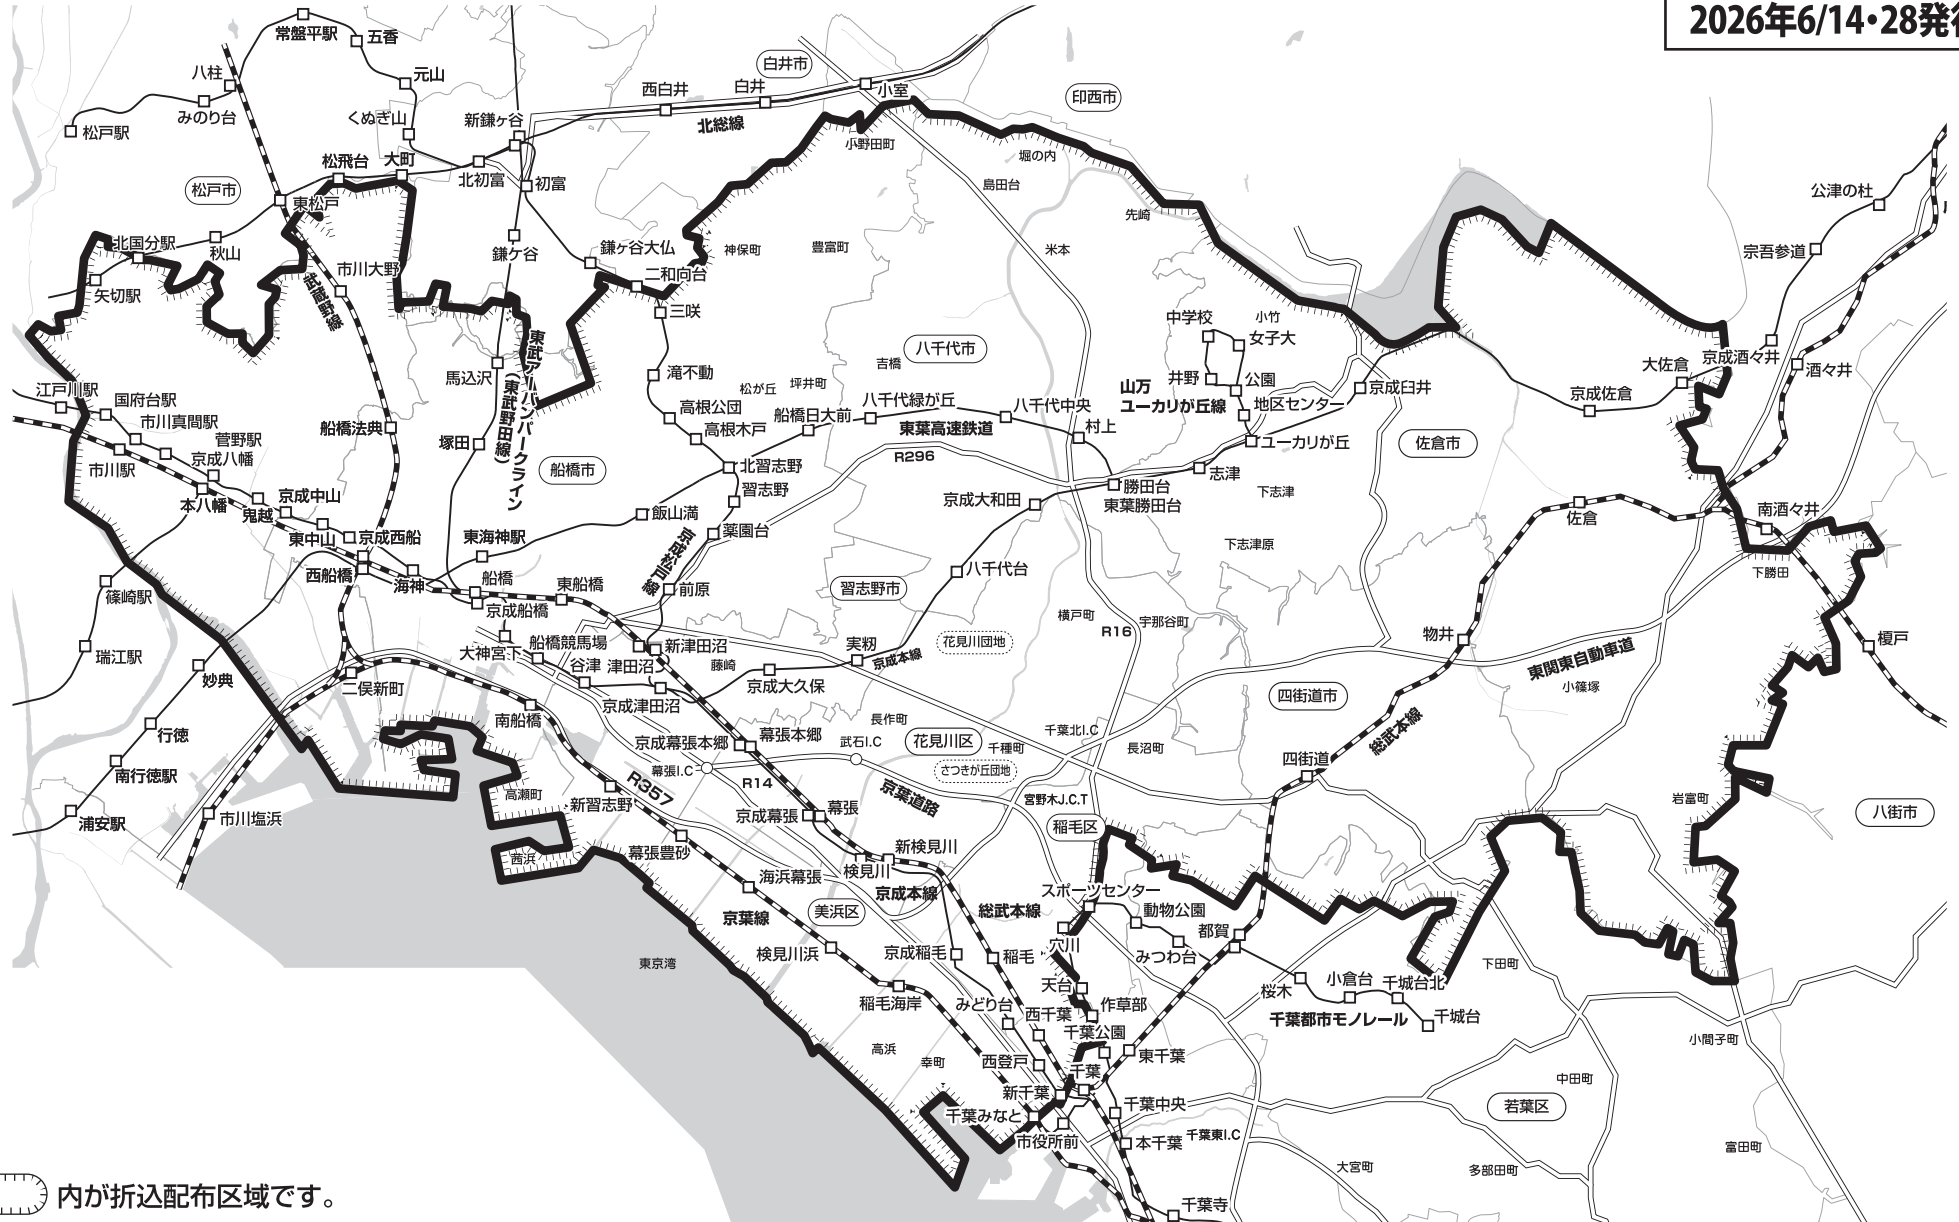 2026年6/14・28発行
常盤平駅
五香
八柱
元山
みのり台
松戸駅
くぬぎ山
新鎌ヶ谷
西白井
白井
白井市
小室
印西市
北総線
松飛台
大町
北初富
初富
小野田町
堀の内
松戸市
東松戸
島田台
公津の杜
先崎
北国分駅
秋山
市川大野
鎌ヶ谷
鎌ヶ谷大仏
神保町
豊富町
米本
宗吾参道
矢切駅
武蔵野線
二和向台
三咲
中学校
小竹
女子大
八千代市
吉橋
井野
公園
山万
ユーカリが丘線
地区センター
京成臼井
大佐倉
京成酒々井
酒々井
京成佐倉
江戸川駅
国府台駅
市川真間駅
菅野駅
京成八幡
市川駅
本八幡
鬼越
京成中山
東中山
京成西船
西船橋
海神
船橋法典
馬込沢
塚田
東武アーバンパークライン
(東武野田線)
船橋市
滝不動
高根公団
高根木戸
松が丘
坪井町
船橋日大前
八千代緑が丘
東葉高速鉄道
八千代中央
村上
R296
北習志野
習志野
飯山満
薬園台
京成松戸線
前原
東海神駅
船橋
京成船橋
東船橋
京成大和田
勝田台
東葉勝田台
志津
ユーカリが丘
下志津
佐倉市
佐倉
南酒々井
下勝田
下志津原
八千代台
習志野市
横戸町
宇那谷町
R16
花見川団地
物井
東関東自動車道
小篠塚
榎戸
篠崎駅
瑞江駅
妙典
行徳
南行徳駅
浦安駅
市川塩浜
二俣新町
大神宮下
船橋競馬場
谷津
津田沼
新津田沼
藤崎
京成津田沼
京成大久保
実籾
京成本線
南船橋
京成幕張本郷
幕張本郷
長作町
武石I.C
花見川区
千種町
さつきが丘団地
千葉北I.C
長沼町
四街道市
四街道
総武本線
幕張I.C
R14
R357
高瀬町
新習志野
茜浜
幕張豊砂
京葉道路
京成幕張
幕張
宮野木J.C.T
稲毛区
岩富町
八街市
新検見川
検見川
京成本線
海浜幕張
美浜区
京葉線
検見川浜
総武本線
スポーツセンター
動物公園
都賀
穴川
みつわ台
天台
東京湾
京成稲毛
稲毛
稲毛海岸
みどり台
西千葉
作草部
千葉公園
桜木
小倉台
千城台北
千城台
千葉都市モノレール
下田町
小間子町
高浜
幸町
西登戸
千葉
東千葉
新千葉
千葉みなと
市役所前
千葉中央
本千葉
千葉東I.C
中田町
若葉区
大宮町
多部田町
富田町
千葉寺
内が折込配布区域です。